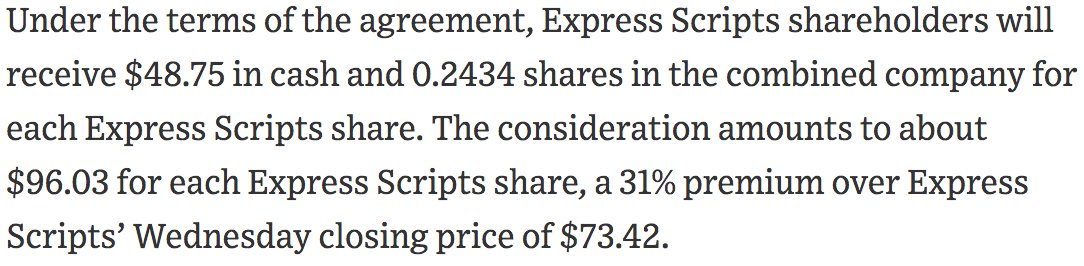 Under the terms of the agreement, Express Scripts shareholders will
receive $48.75 in cash and 0.2434 shares in the combined company for
each Express Scripts share. The consideration amounts to about
$96.03 for each Express Scripts share, a 31% premium over Express
Scripts’ Wednesday closing price of $73.42.